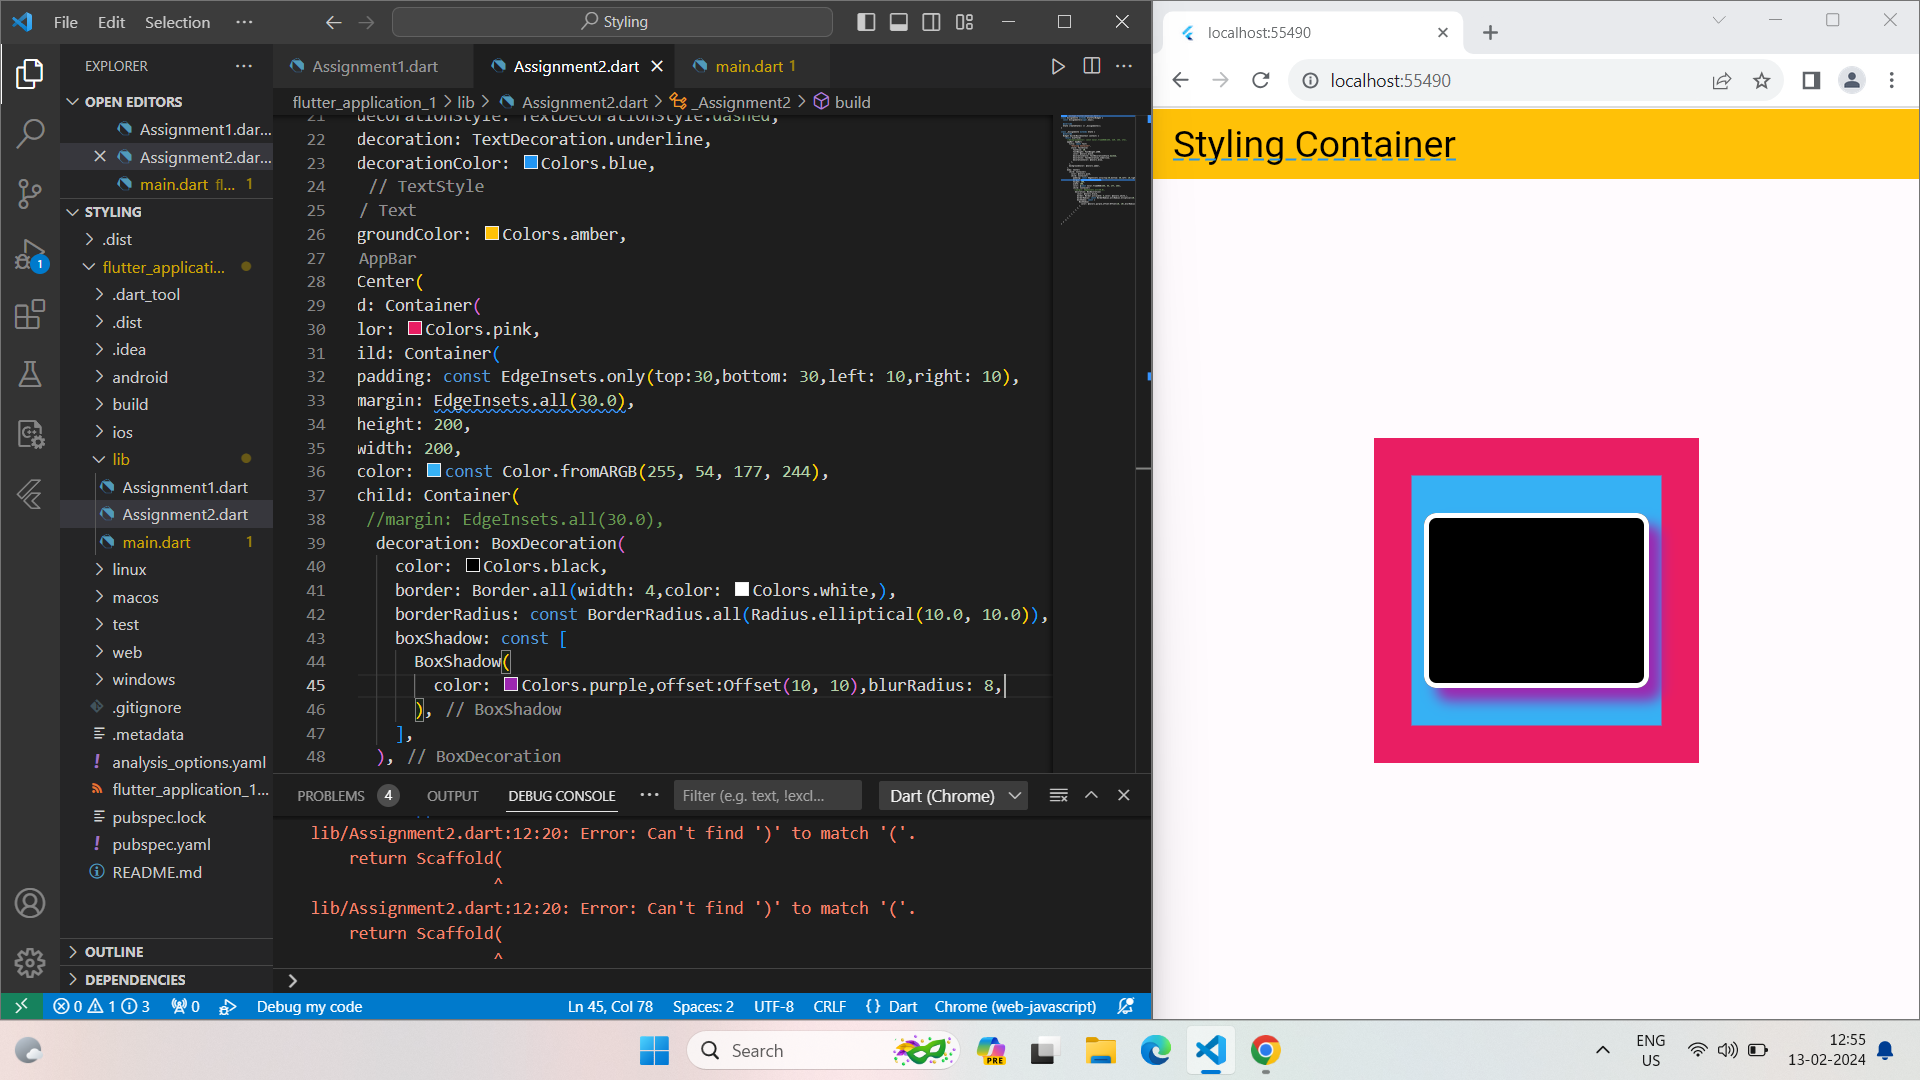 File Edit Selection ··· Styling
EXPLORER ···
OPEN EDITORS
Assignment1.dar...
Assignment2.dar...
main.dart fl... 1
STYLING
.dist
flutter_applicati...
.dart_tool
.dist
.idea
android
build
ios
lib
Assignment1.dart
Assignment2.dart
main.dart 1
linux
macos
test
web
windows
.gitignore
.metadata
analysis_options.yaml
flutter_application_1...
pubspec.lock
pubspec.yaml
README.md
OUTLINE
DEPENDENCIES
1
Assignment1.dart Assignment2.dart main.dart 1
flutter_application_1 > lib > Assignment2.dart > _Assignment2 > build
21 decorationStyle: TextDecorationStyle.dashed,
22 decoration: TextDecoration.underline,
23 decorationColor: Colors.blue,
24 // TextStyle
25 / Text
26 groundColor: Colors.amber,
27 AppBar
28 Center(
29 d: Container(
30 lor: Colors.pink,
31 ild: Container(
32 padding: const EdgeInsets.only(top:30,bottom: 30,left: 10,right: 10),
33 margin: EdgeInsets.all(30.0),
34 height: 200,
35 width: 200,
36 color: const Color.fromARGB(255, 54, 177, 244),
37 child: Container(
38 //margin: EdgeInsets.all(30.0),
39 decoration: BoxDecoration(
40 color: Colors.black,
41 border: Border.all(width: 4,color: Colors.white,),
42 borderRadius: const BorderRadius.all(Radius.elliptical(10.0, 10.0)),
43 boxShadow: const [
44 BoxShadow(
45 color: Colors.purple,offset:Offset(10, 10),blurRadius: 8,
46 ), // BoxShadow
47 ],
48 ), // BoxDecoration
PROBLEMS 4 OUTPUT DEBUG CONSOLE ··· Filter (e.g. text, !excl... Dart (Chrome)
lib/Assignment2.dart:12:20: Error: Can't find ')' to match '('.
return Scaffold(
^
lib/Assignment2.dart:12:20: Error: Can't find ')' to match '('.
return Scaffold(
^
>
0 1 3 0 Debug my code Ln 45, Col 78 Spaces: 2 UTF-8 CRLF {} Dart Chrome (web-javascript)
localhost:55490
localhost:55490
Styling Container
Search PRE
ENG
US
12:55
13-02-2024